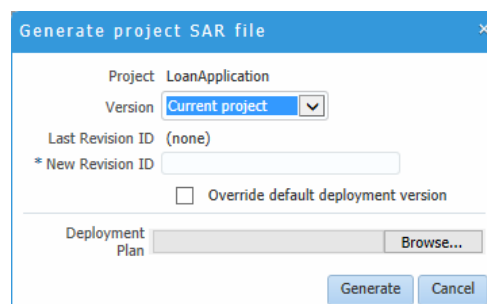 Generate project SAR file ×
Project LoanApplication
Version Current project
Last Revision ID (none)
* New Revision ID
Override default deployment version
Deployment
Plan Browse...
Generate Cancel